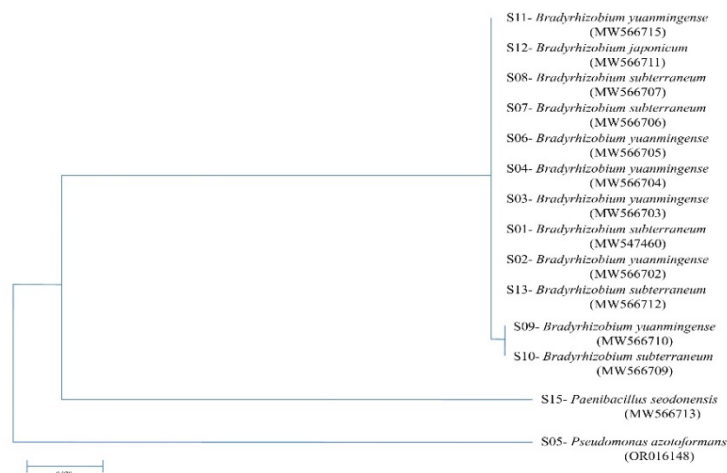 S11- Bradyrhizobium yuanmingense
(MW566715)
S12- Bradyrhizobium japonicum
(MW566711)
S08- Bradyrhizobium subterraneum
(MW566707)
S07- Bradyrhizobium subterraneum
(MW566706)
S06- Bradyrhizobium yuanmingense
(MW566705)
S04- Bradyrhizobium yuanmingense
(MW566704)
S03- Bradyrhizobium yuanmingense
(MW566703)
S01- Bradyrhizobium subterraneum
(MW547460)
S02- Bradyrhizobium yuanmingense
(MW566702)
S13- Bradyrhizobium subterraneum
(MW566712)
S09- Bradyrhizobium yuanmingense
(MW566710)
S10- Bradyrhizobium subterraneum
(MW566709)
S15- Paenibacillus seodonensis
(MW566713)
S05- Pseudomonas azotoformans
(OR016148)